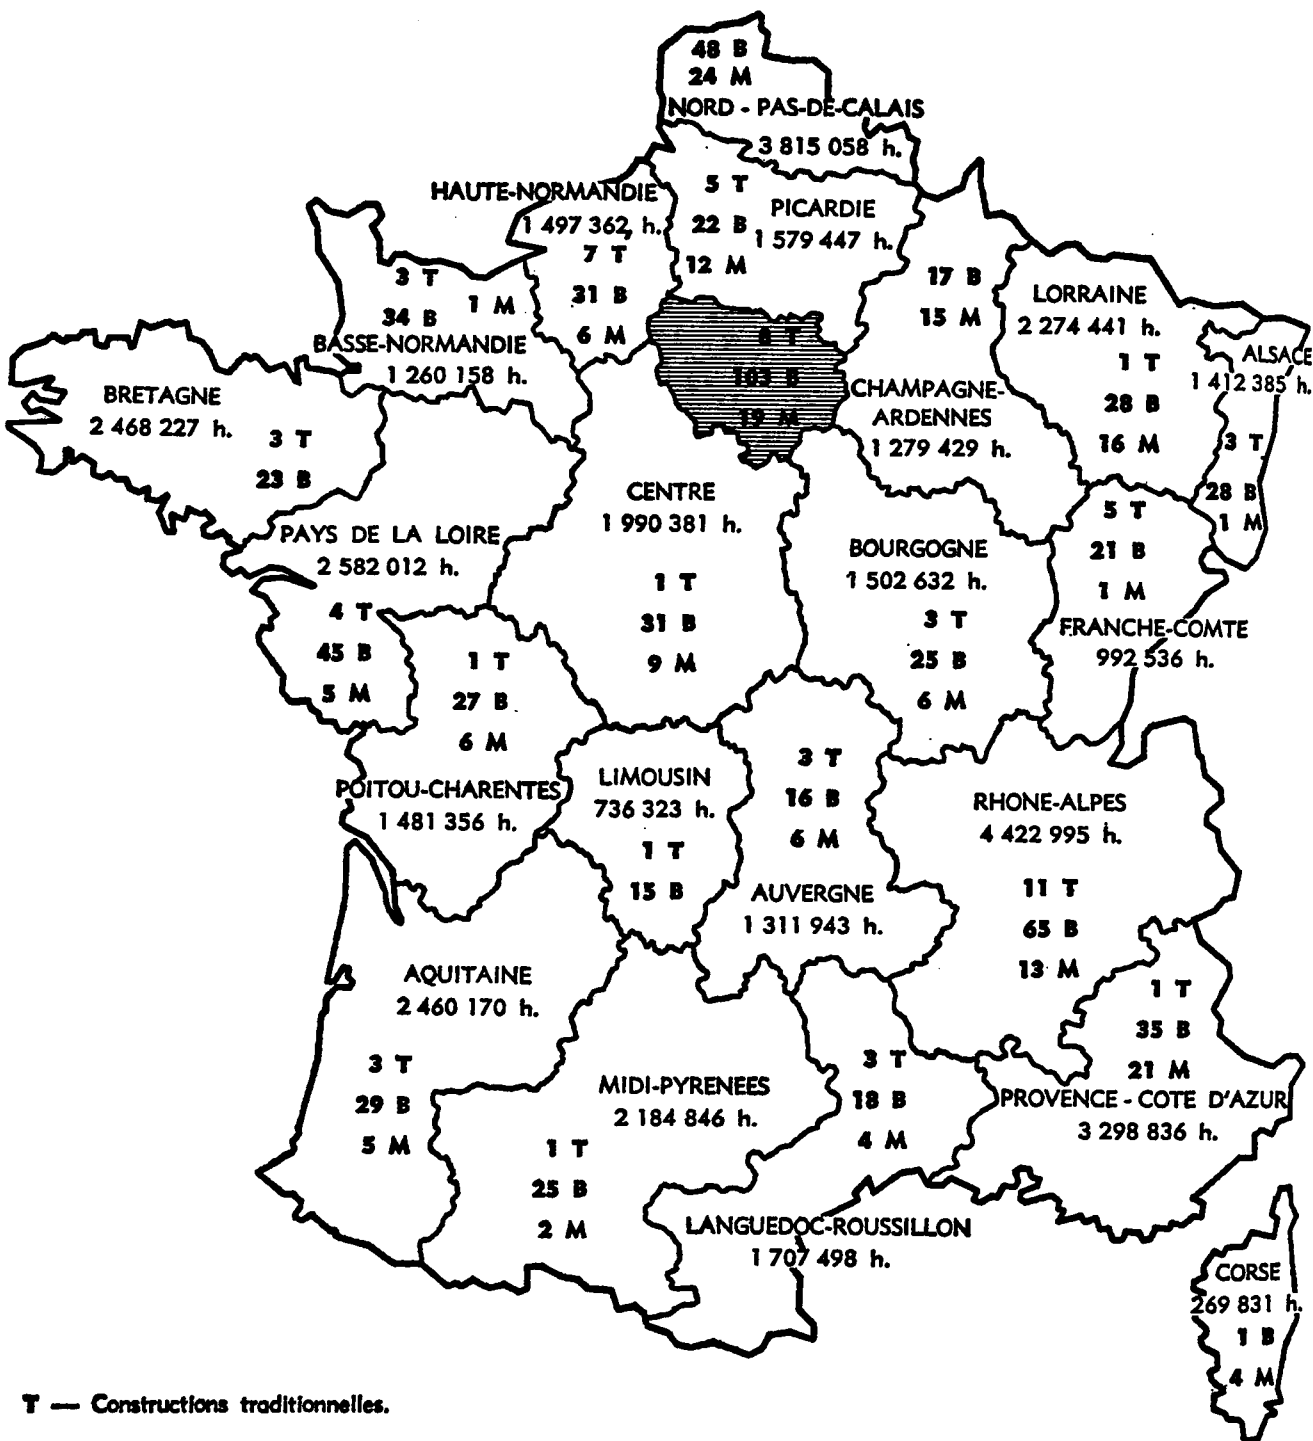 48 B
24 M
NORD - PAS-DE-CALAIS
3 815 058 h.
HAUTE-NORMANDIE
1 497 362, h.
7 T
31 B
6 M
5 T
22 B
12 M
PICARDIE
1 579 447 h.
3 T
34 B
1 M
BASSE-NORMANDIE
1 260 158 h.
17 B
15 M
CHAMPAGNE-
ARDENNES
1 279 429 h.
LORRAINE
2 274 441 h.
1 T
28 B
16 M
ALSACE
1 412 385 h.
3 T
28 B
1 M
8 T
103 B
19 M
BRETAGNE
2 468 227 h.
3 T
23 B
PAYS DE LA LOIRE
2 582 012 h.
4 T
45 B
5 M
CENTRE
1 990 381 h.
1 T
31 B
9 M
BOURGOGNE
1 502 632 h.
3 T
25 B
6 M
5 T
21 B
1 M
FRANCHE-COMTE
992 536 h.
1 T
27 B
6 M
POITOU-CHARENTES
1 481 356 h.
LIMOUSIN
736 323 h.
1 T
15 B
3 T
16 B
6 M
AUVERGNE
1 311 943 h.
RHONE-ALPES
4 422 995 h.
11 T
65 B
13 M
AQUITAINE
2 460 170 h.
3 T
29 B
5 M
MIDI-PYRENEES
2 184 846 h.
1 T
25 B
2 M
3 T
18 B
4 M
LANGUEDOC-ROUSSILLON
1 707 498 h.
1 T
35 B
21 M
PROVENCE - COTE D'AZUR
3 298 836 h.
CORSE
269 831 h.
1 B
4 M
T — Constructions traditionnelles.